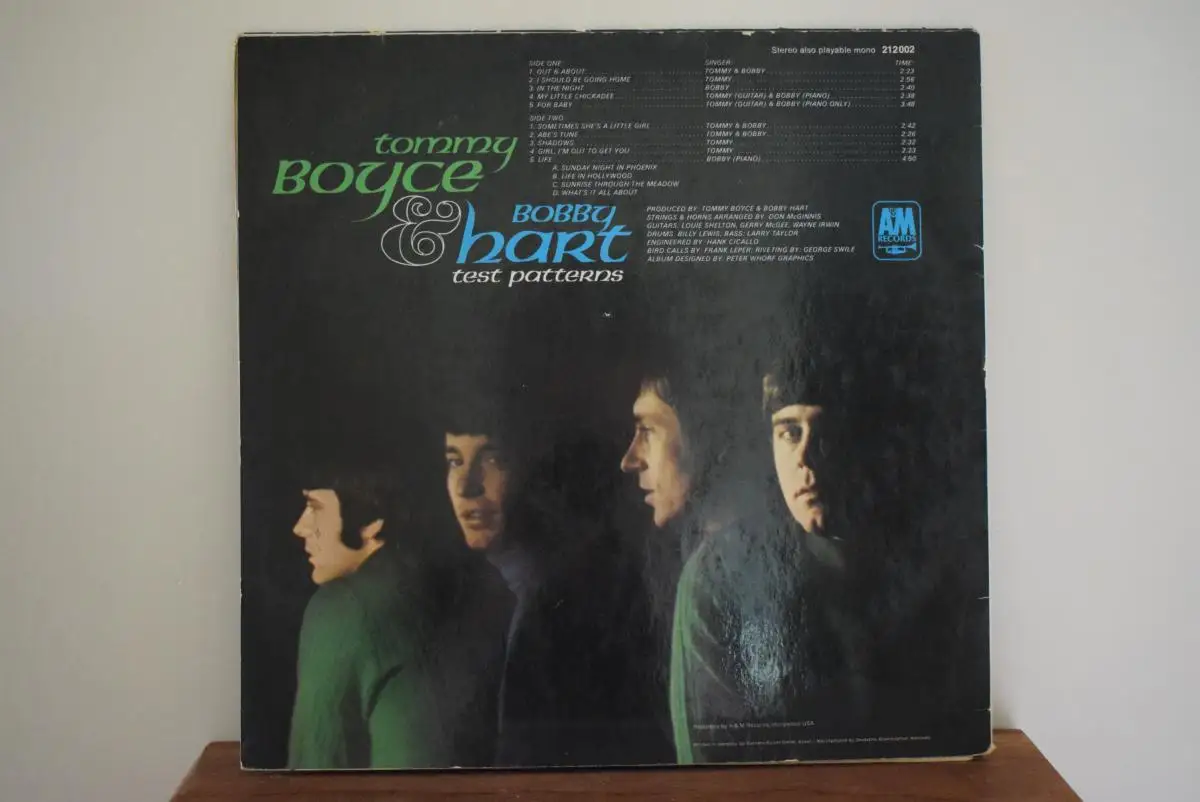 Stereo also playable mono 212 002
SIDE ONE: SINGER: TIME:
1. OUT & ABOUT TOMMY & BOBBY 2:23
2. I SHOULD BE GOING HOME TOMMY 2:56
3. IN THE NIGHT BOBBY 2:40
4. MY LITTLE CHICKADEE TOMMY (GUITAR) & BOBBY (PIANO) 2:38
5. FOR BABY TOMMY (GUITAR) & BOBBY (PIANO ONLY) 3:48
SIDE TWO:
1. SOMETIMES SHE'S A LITTLE GIRL TOMMY & BOBBY 2:42
2. ABE'S TUNE TOMMY & BOBBY 2:26
3. SHADOWS TOMMY 2:32
4. GIRL, I'M OUT TO GET YOU TOMMY 2:23
5. LIFE BOBBY (PIANO) 4:50
A. SUNDAY NIGHT IN PHOENIX
B. LIFE IN HOLLYWOOD
C. SUNRISE THROUGH THE MEADOW
D. WHAT'S IT ALL ABOUT
tommy
BOYCE
& BOBBY
hart
test patterns
PRODUCED BY: TOMMY BOYCE & BOBBY HART
STRINGS & HORNS ARRANGED BY: DON McGINNIS
GUITARS: LOUIE SHELTON, GERRY McGEE, WAYNE IRWIN
DRUMS: BILLY LEWIS; BASS: LARRY TAYLOR
ENGINEERED BY: HANK CICALLO
BIRD CALLS BY: FRANK LEPER; RIVETING BY: GEORGE SWILE
ALBUM DESIGNED BY: PETER WHORF GRAPHICS
A&M
RECORDS
Recorded by A & M Records, Hollywood USA